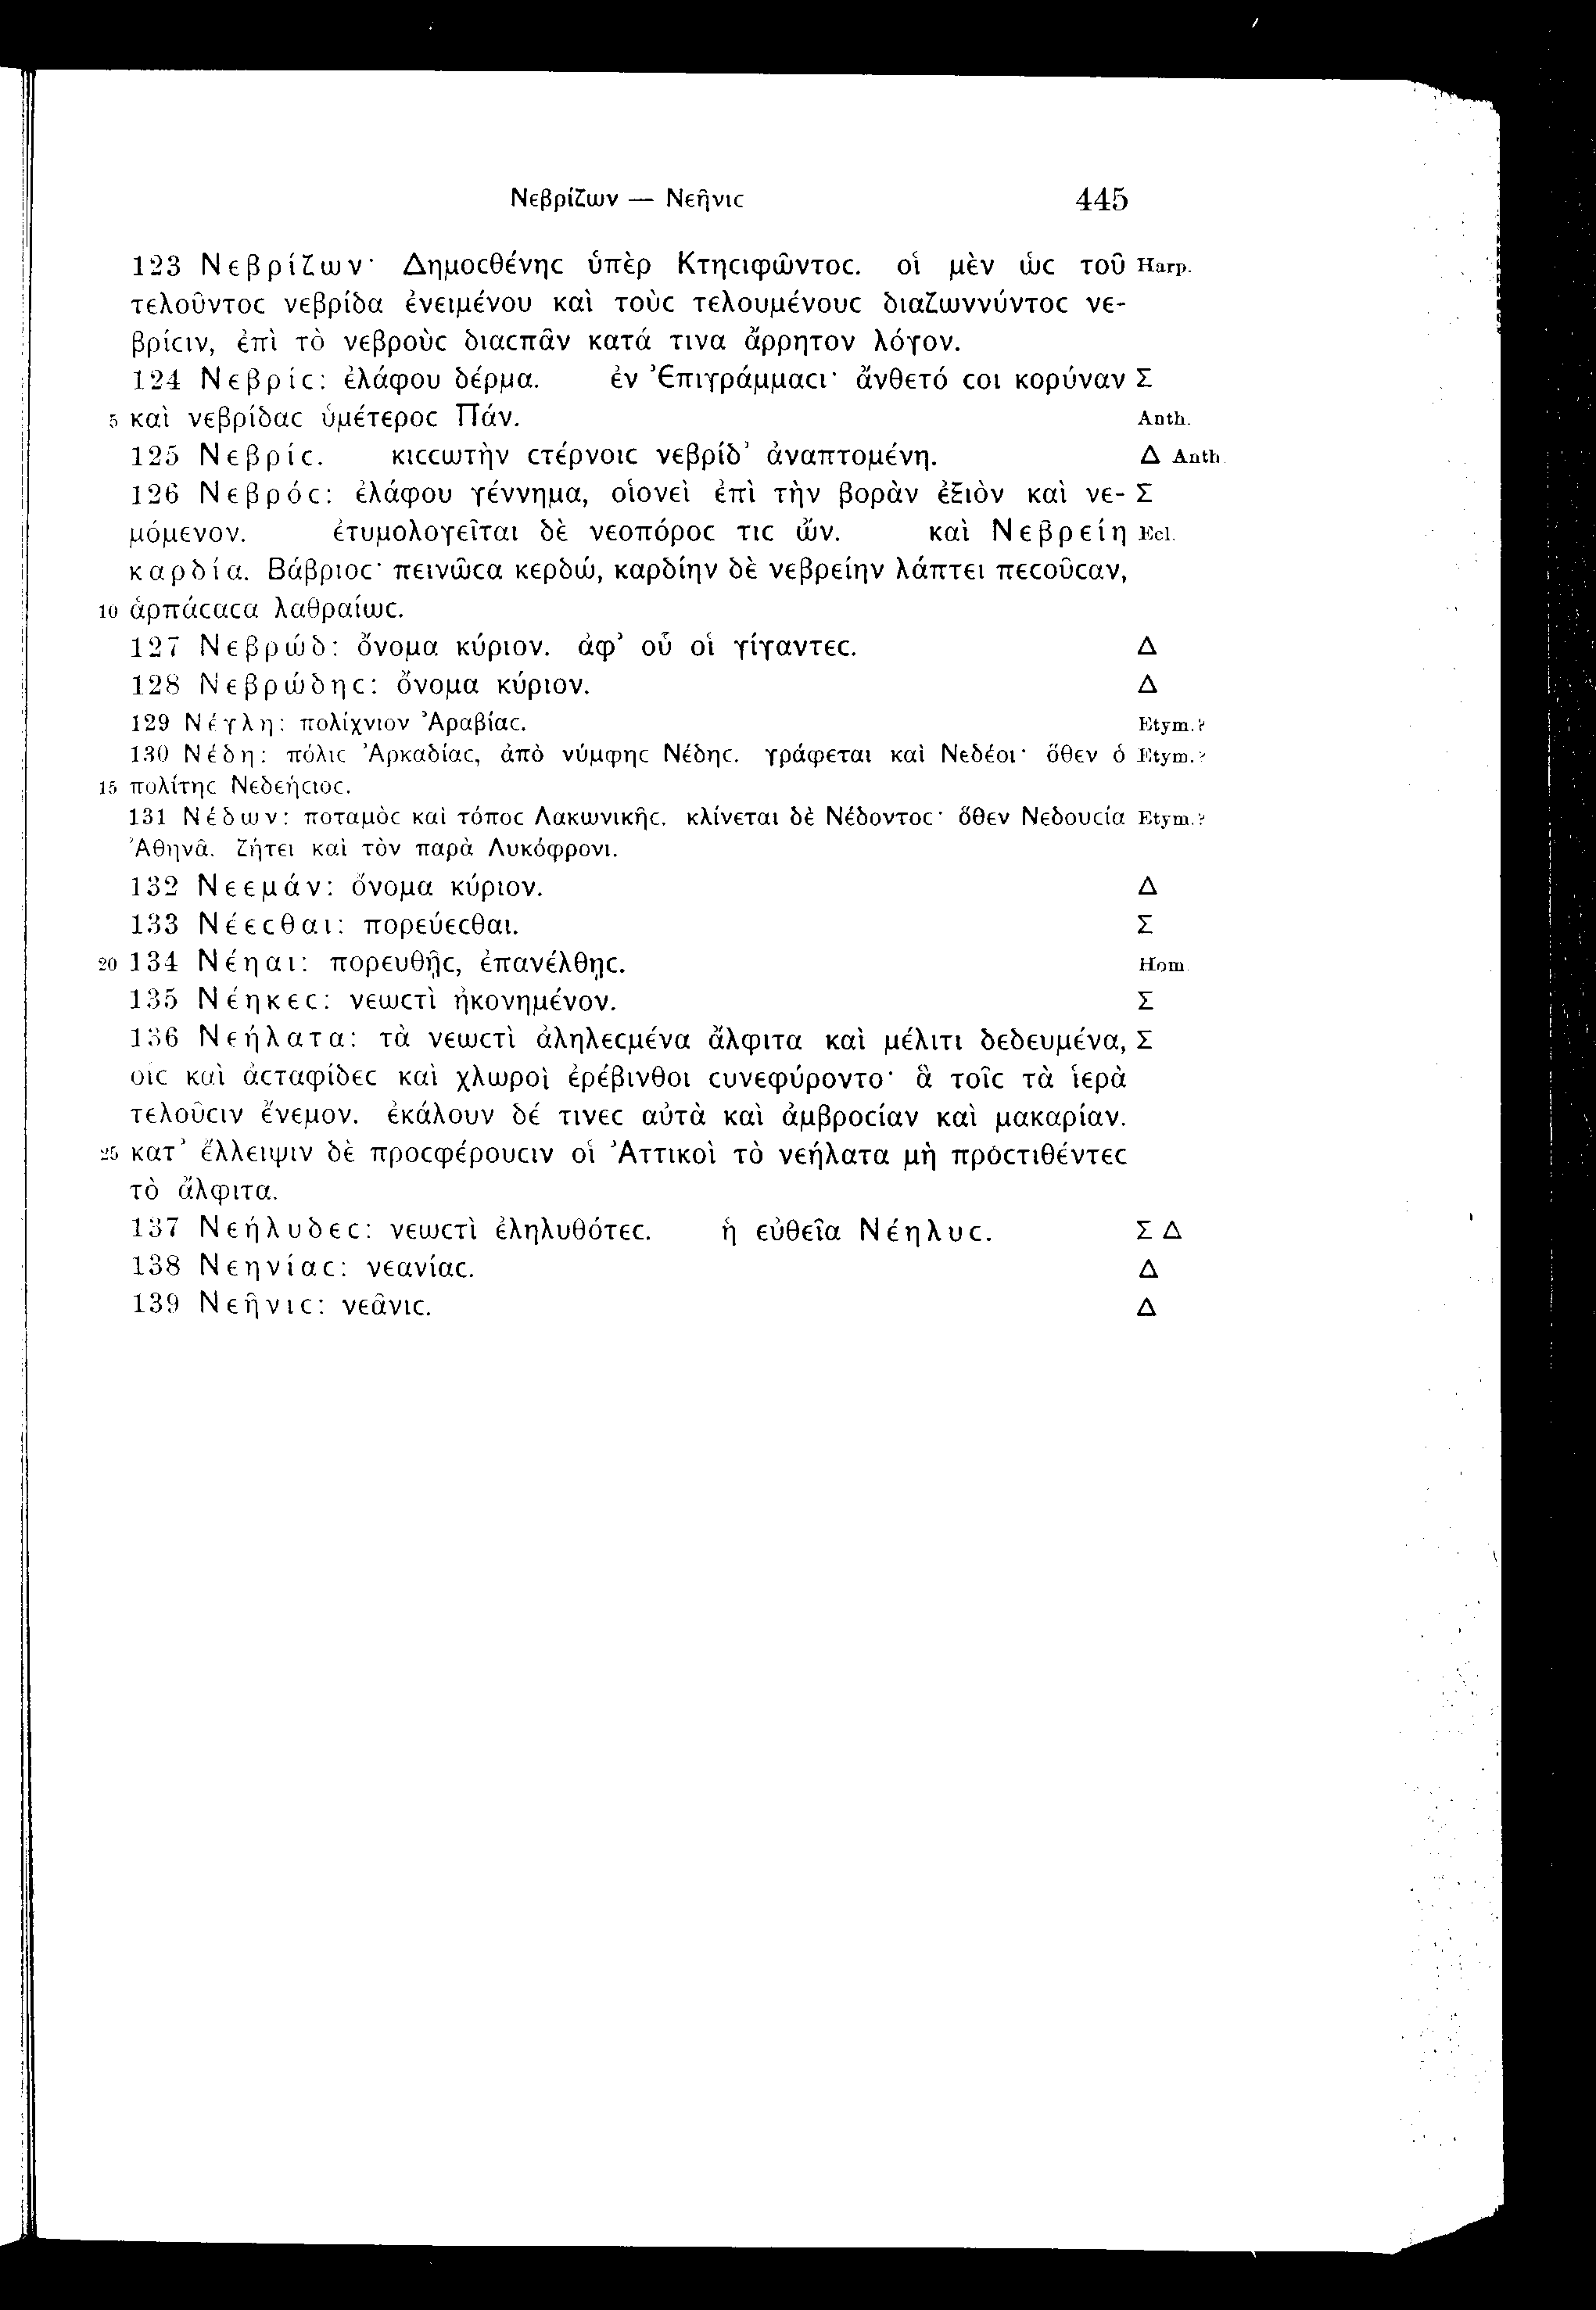 Νεβρίζων — Νεῆνιϲ 445
123 Νεβρίζων· Δημοϲθένηϲ ὑπὲρ Κτηϲιφῶντοϲ. οἱ μὲν ὡϲ τοῦ Harp.
τελοῦντοϲ νεβρίδα ἐνειμένου καὶ τοὺϲ τελουμένουϲ διαζωννύντοϲ νε-
βρίϲιν, ἐπὶ τὸ νεβροὺϲ διαϲπᾶν κατά τινα ἄρρητον λόγον.
124 Νεβρίϲ: ἐλάφου δέρμα. ἐν Ἐπιγράμμαϲι· ἄνθετό ϲοι κορύναν Σ
5 καὶ νεβρίδαϲ ὑμέτεροϲ Πάν. Anth.
125 Νεβρίϲ. κιϲϲωτὴν ϲτέρνοιϲ νεβρίδ’ ἀναπτομένη. Δ Anth
126 Νεβρόϲ: ἐλάφου γέννημα, οἱονεὶ ἐπὶ τὴν βορὰν ἐξιὸν καὶ νε- Σ
μόμενον. ἐτυμολογεῖται δὲ νεοπόροϲ τιϲ ὤν. καὶ Νεβρείη Ecl.
καρδία. Βάβριοϲ· πεινῶϲα κερδώ, καρδίην δὲ νεβρείην λάπτει πεϲοῦϲαν,
10 ἁρπάϲαϲα λαθραίωϲ.
127 Νεβρώδ: ὄνομα κύριον. ἀφ’ οὗ οἱ γίγαντεϲ. Δ
128 Νεβρώδηϲ: ὄνομα κύριον. Δ
129 Νέγλη: πολίχνιον Ἀραβίαϲ. Etym.?
130 Νέδη: πόλιϲ Ἀρκαδίαϲ, ἀπὸ νύμφηϲ Νέδηϲ. γράφεται καὶ Νεδέοι· ὅθεν ὁ Etym.?
15 πολίτηϲ Νεδεήϲιοϲ.
131 Νέδων: ποταμὸϲ καὶ τόποϲ Λακωνικῆϲ. κλίνεται δὲ Νέδοντοϲ· ὅθεν Νεδουϲία Etym.?
Ἀθηνᾶ. ζήτει καὶ τὸν παρὰ Λυκόφρονι.
132 Νεεμάν: ὄνομα κύριον. Δ
133 Νέεϲθαι: πορεύεϲθαι. Σ
20 134 Νέηαι: πορευθῇϲ, ἐπανέλθῃϲ. Hom
135 Νέηκεϲ: νεωϲτὶ ἠκονημένον. Σ
136 Νεήλατα: τὰ νεωϲτὶ ἀληλεϲμένα ἄλφιτα καὶ μέλιτι δεδευμένα, Σ
οἷϲ καὶ ἀϲταφίδεϲ καὶ χλωροὶ ἐρέβινθοι ϲυνεφύροντο· ἃ τοῖϲ τὰ ἱερὰ
τελοῦϲιν ἔνεμον. ἐκάλουν δέ τινεϲ αὐτὰ καὶ ἀμβροϲίαν καὶ μακαρίαν.
25 κατ’ ἔλλειψιν δὲ προϲφέρουϲιν οἱ Ἀττικοὶ τὸ νεήλατα μὴ προϲτιθέντεϲ
τὸ ἄλφιτα.
137 Νεήλυδεϲ: νεωϲτὶ ἐληλυθότεϲ. ἡ εὐθεῖα Νέηλυϲ. Σ Δ
138 Νεηνίαϲ: νεανίαϲ. Δ
139 Νεῆνιϲ: νεᾶνιϲ. Δ